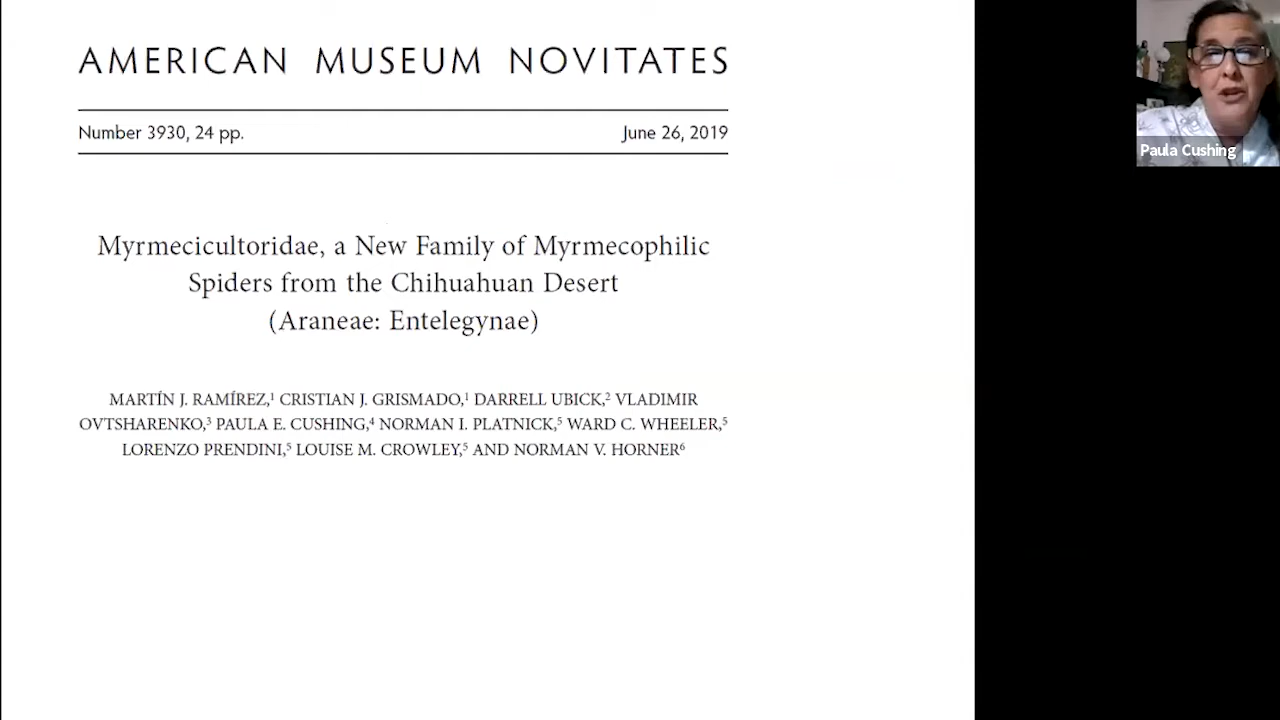 AMERICAN MUSEUM NOVITATES
Number 3930, 24 pp. June 26, 2019
Myrmecicultoridae, a New Family of Myrmecophilic
Spiders from the Chihuahuan Desert
(Araneae: Entelegynae)
MARTÍN J. RAMÍREZ,¹ CRISTIAN J. GRISMADO,¹ DARRELL UBICK,² VLADIMIR
OVTSHARENKO,³ PAULA E. CUSHING,⁴ NORMAN I. PLATNICK,⁵ WARD C. WHEELER,⁵
LORENZO PRENDINI,⁵ LOUISE M. CROWLEY,⁵ AND NORMAN V. HORNER⁶
Paula Cushing